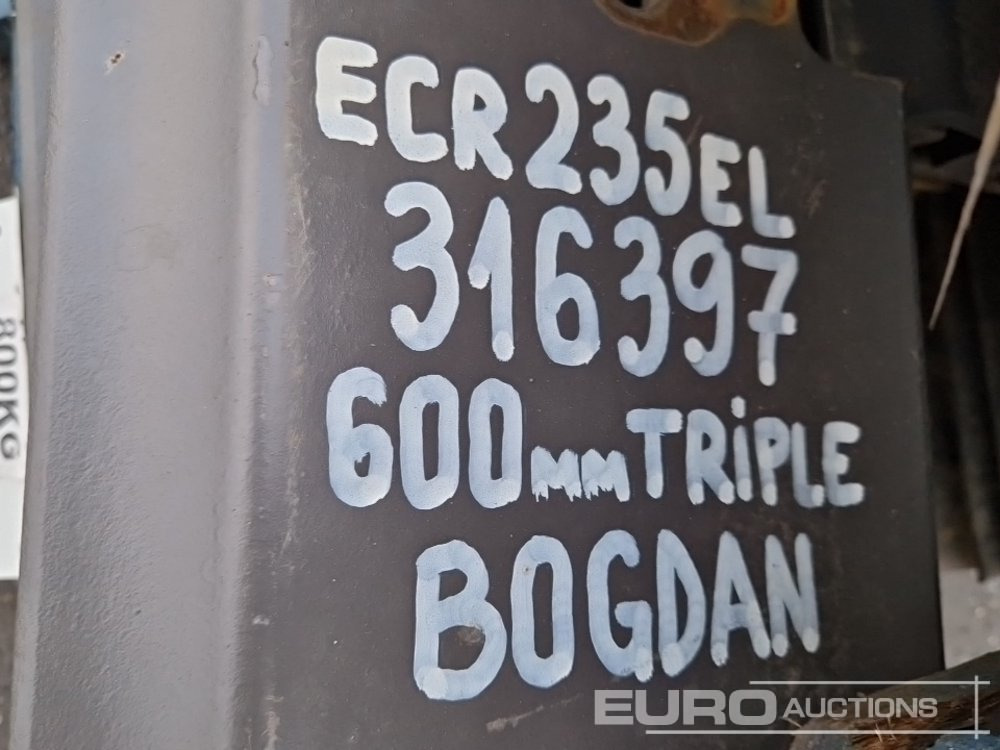 ECR235EL
316397
600mm TRiPLE
BOGDAN
800KG
EURO AUCTIONS